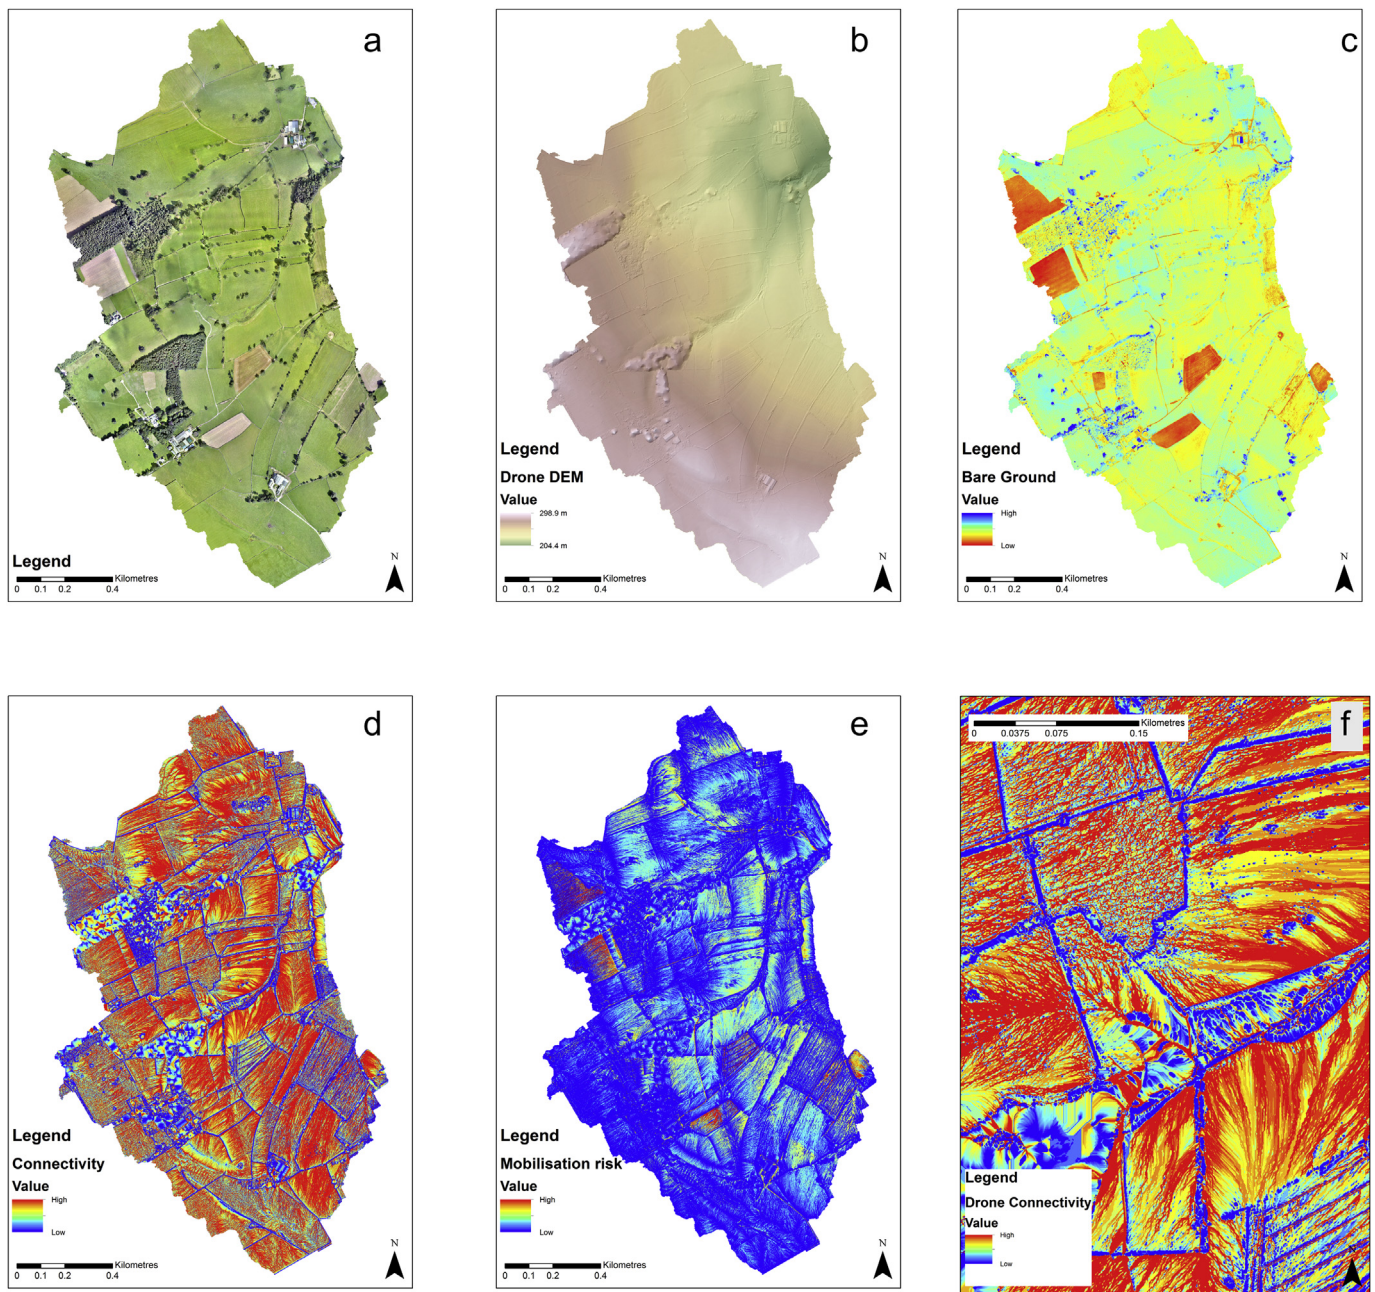 a
Legend
N
Kilometres
0 0.1 0.2 0.4
b
Legend
Drone DEM
Value
298.9 m
204.4 m
N
Kilometres
0 0.1 0.2 0.4
c
Legend
Bare Ground
Value
High
Low
N
Kilometres
0 0.1 0.2 0.4
d
Legend
Connectivity
Value
High
Low
N
Kilometres
0 0.1 0.2 0.4
e
Legend
Mobilisation risk
Value
High
Low
N
Kilometres
0 0.1 0.2 0.4
f
Kilometres
0 0.0375 0.075 0.15
Legend
Drone Connectivity
Value
High
Low
N